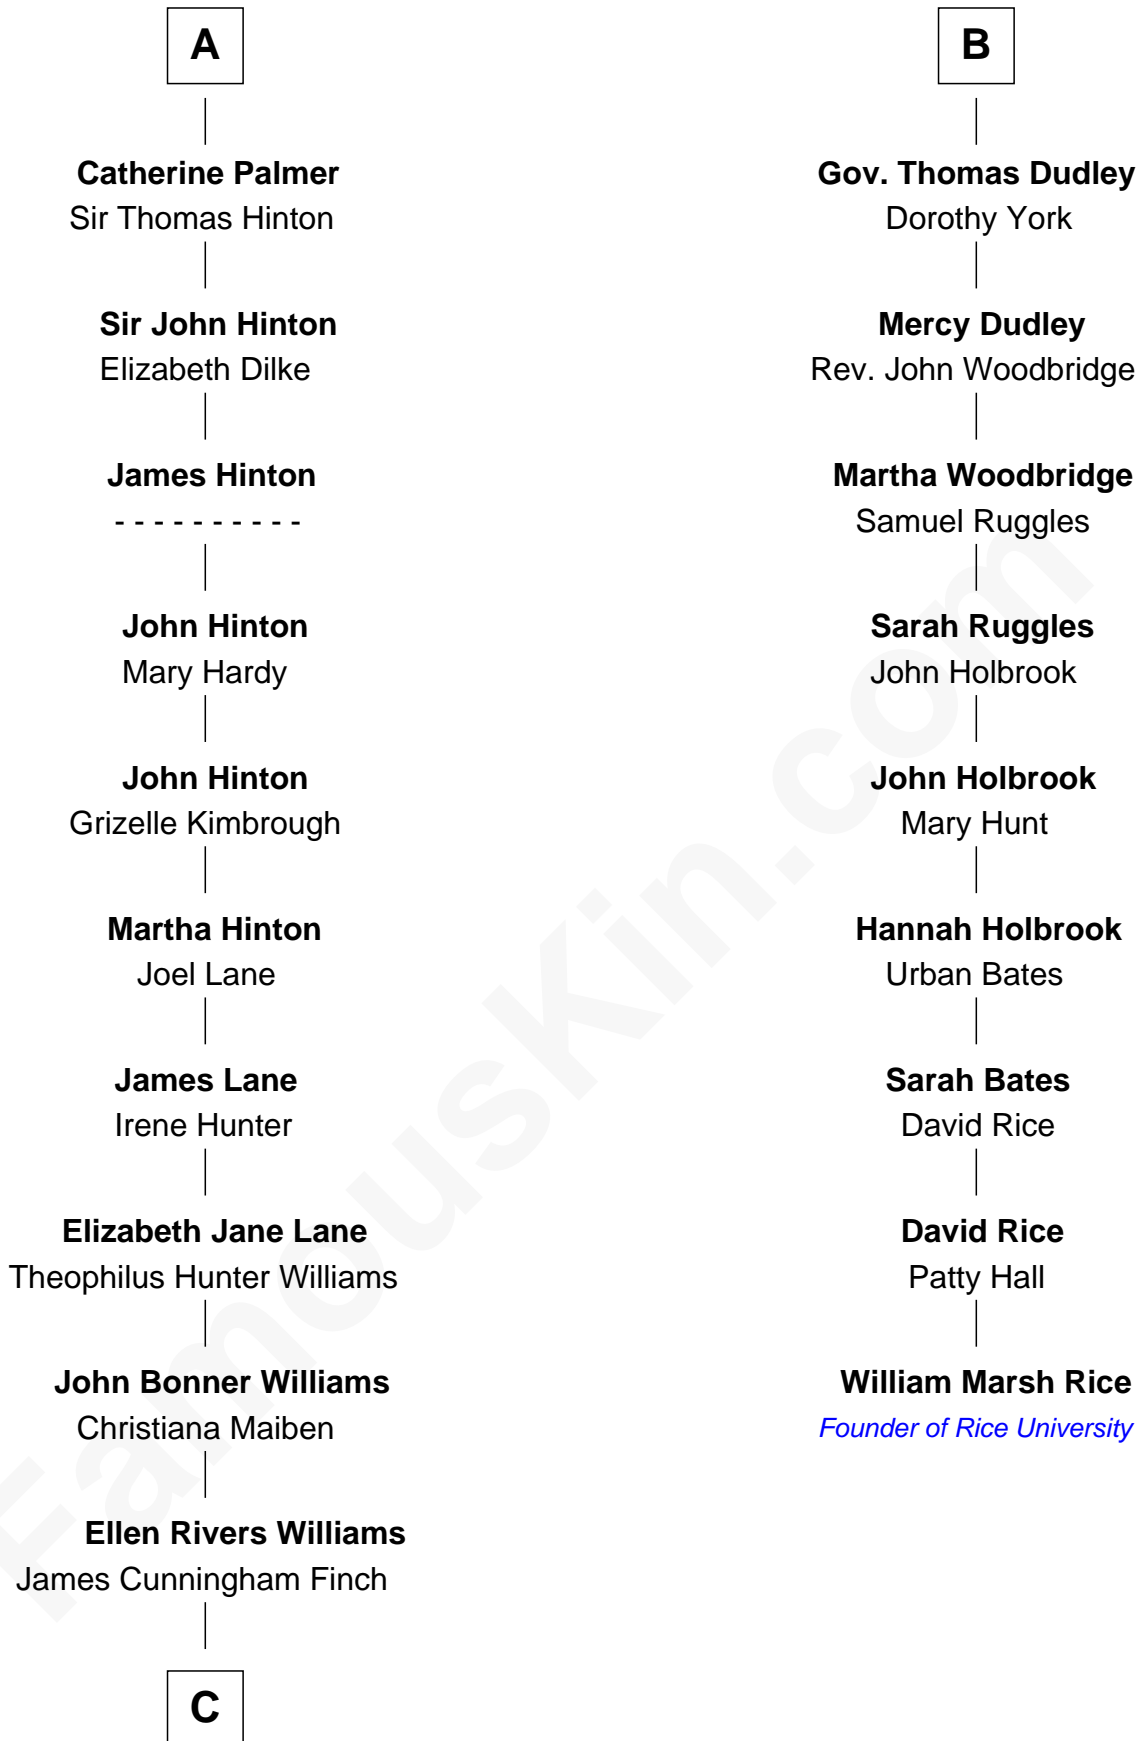 A
Catherine Palmer
Sir Thomas Hinton
Sir John Hinton
Elizabeth Dilke
James Hinton
- - - - - - - - - -
John Hinton
Mary Hardy
John Hinton
Grizelle Kimbrough
Martha Hinton
Joel Lane
James Lane
Irene Hunter
Elizabeth Jane Lane
Theophilus Hunter Williams
John Bonner Williams
Christiana Maiben
Ellen Rivers Williams
James Cunningham Finch
C
B
Gov. Thomas Dudley
Dorothy York
Mercy Dudley
Rev. John Woodbridge
Martha Woodbridge
Samuel Ruggles
Sarah Ruggles
John Holbrook
John Holbrook
Mary Hunt
Hannah Holbrook
Urban Bates
Sarah Bates
David Rice
David Rice
Patty Hall
William Marsh Rice
Founder of Rice University
FamousKin.com